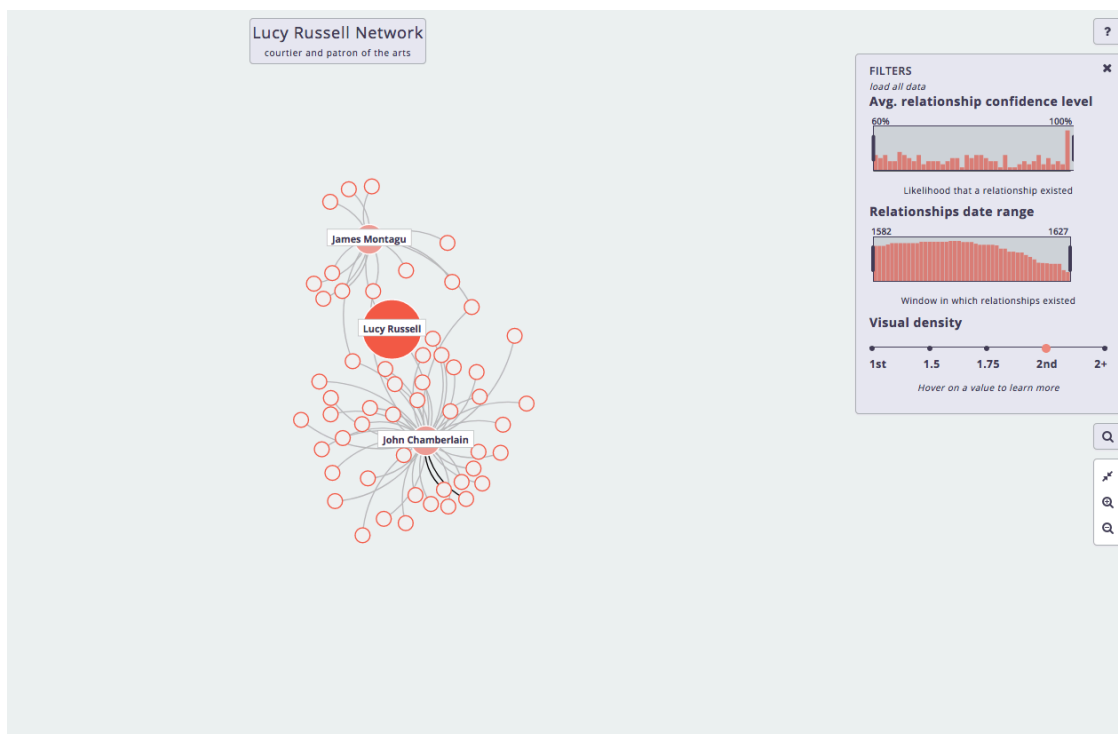 Lucy Russell Network
courtier and patron of the arts
?
FILTERS
load all data
Avg. relationship confidence level
60% 100%
Likelihood that a relationship existed
Relationships date range
1582 1627
Window in which relationships existed
Visual density
1st 1.5 1.75 2nd 2+
Hover on a value to learn more
James Montagu
Lucy Russell
John Chamberlain